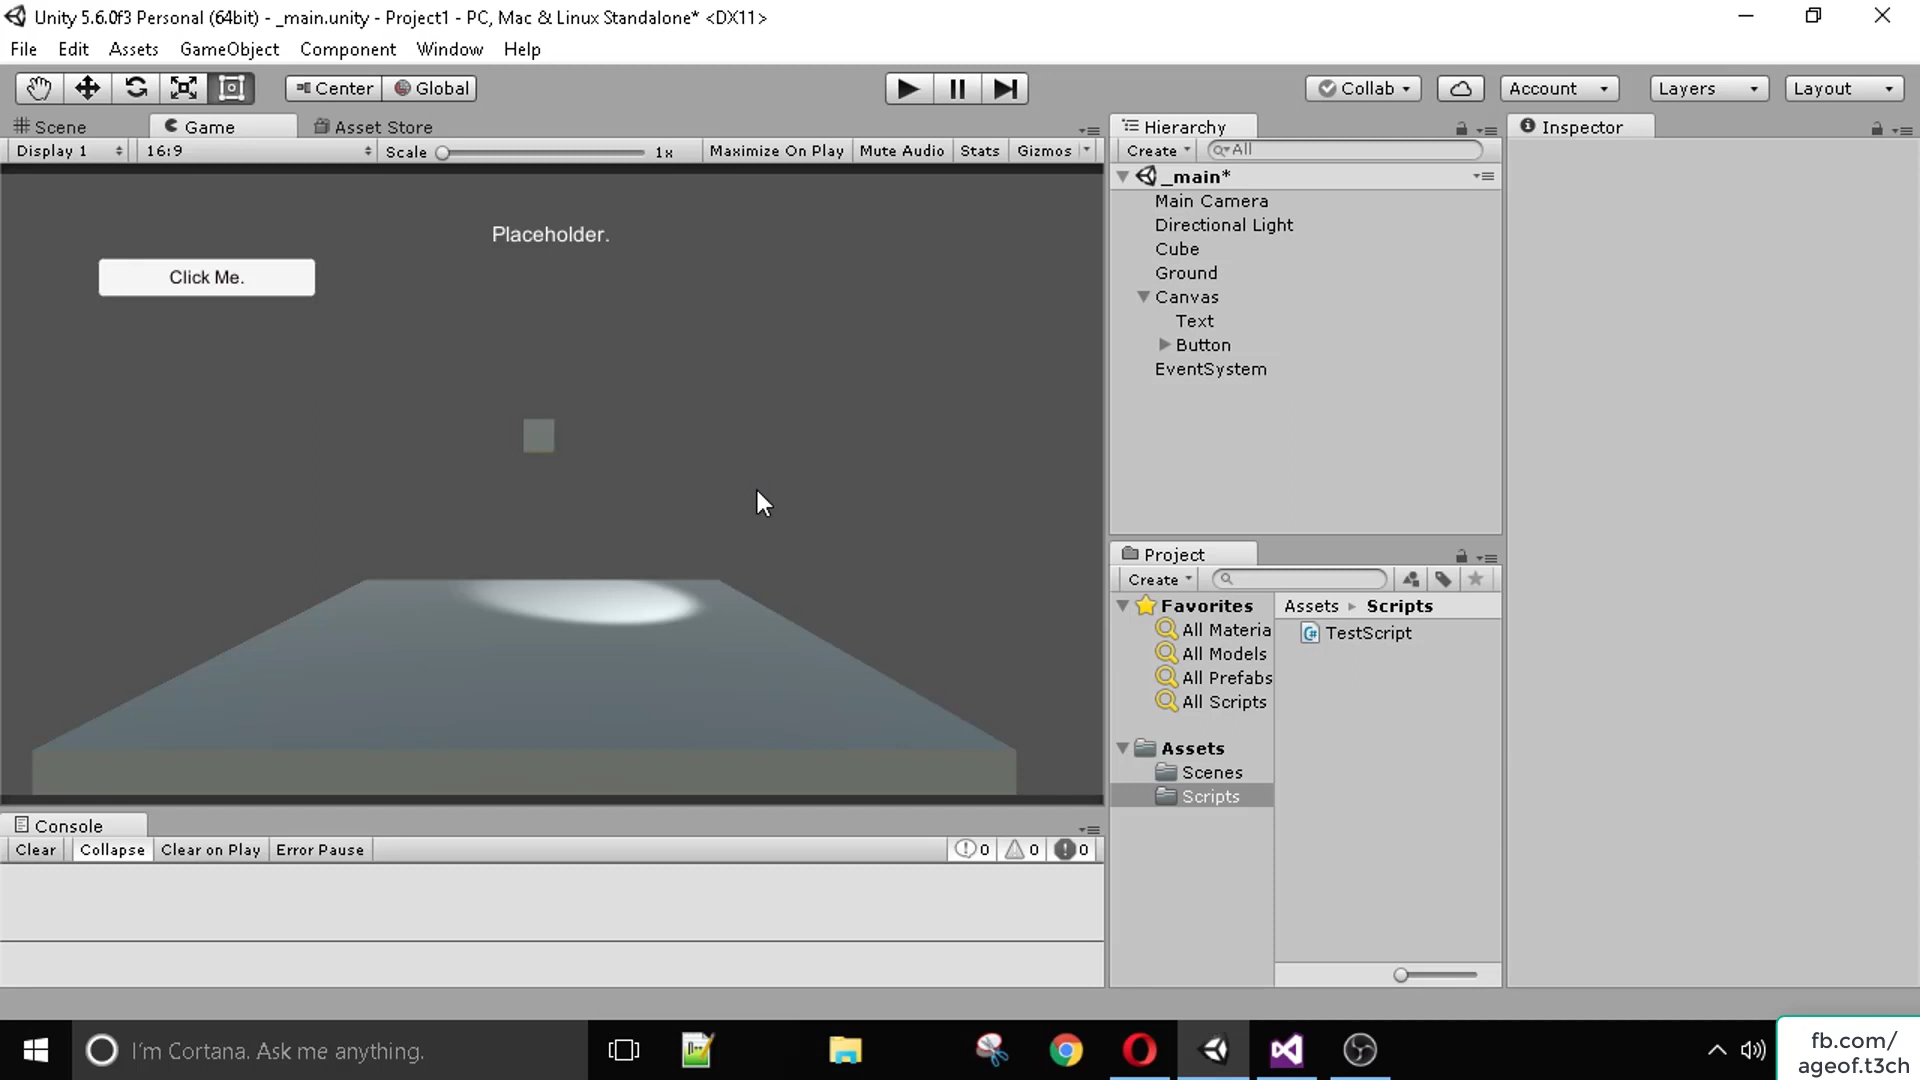 Unity 5.6.0f3 Personal (64bit) - _main.unity - Project1 - PC, Mac & Linux Standalone* <DX11>
File Edit Assets GameObject Component Window Help
Center Global Collab Account Layers Layout
Scene Game Asset Store
Display 1 16:9 Scale 1x Maximize On Play Mute Audio Stats Gizmos
Placeholder.
Click Me.
Hierarchy
Create All
_main*
Main Camera
Directional Light
Cube
Ground
Canvas
Text
Button
EventSystem
Inspector
Project
Create
Favorites
All Materia
All Models
All Prefabs
All Scripts
Assets
Scenes
Scripts
Assets Scripts
TestScript
Console
Clear Collapse Clear on Play Error Pause 0 0 0
I'm Cortana. Ask me anything.
fb.com/
ageof.t3ch